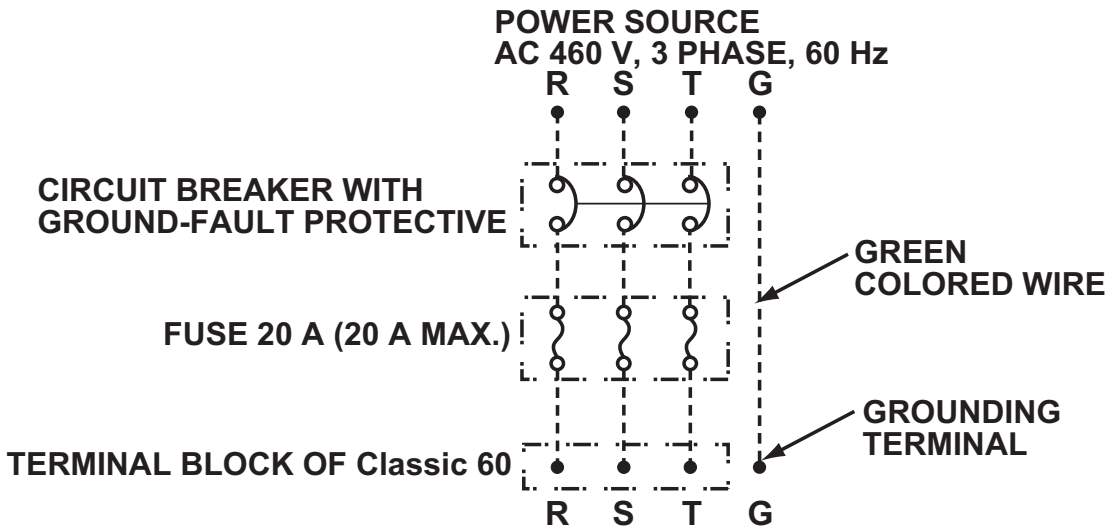 POWER SOURCE
AC 460 V, 3 PHASE, 60 Hz
R S T G
CIRCUIT BREAKER WITH
GROUND-FAULT PROTECTIVE
GREEN
COLORED WIRE
FUSE 20 A (20 A MAX.)
GROUNDING
TERMINAL
TERMINAL BLOCK OF Classic 60
R S T G